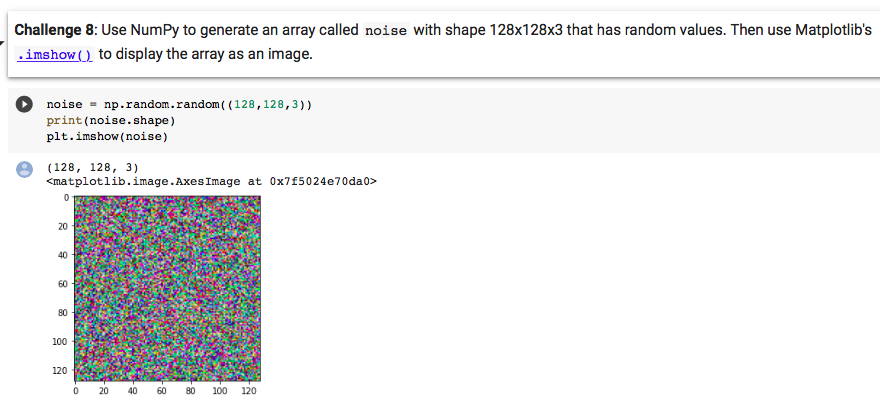 Challenge 8: Use NumPy to generate an array called noise with shape 128x128x3 that has random values. Then use Matplotlib's
.imshow() to display the array as an image.
noise = np.random.random((128,128,3))
print(noise.shape)
plt.imshow(noise)
(128, 128, 3)
<matplotlib.image.AxesImage at 0x7f5024e70da0>
0
20
40
60
80
100
120
0 20 40 60 80 100 120